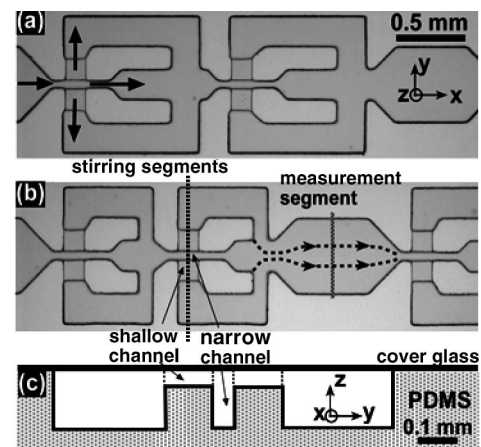 (a)
0.5 mm
y
z
x
stirring segments
(b)
measurement
segment
shallow
channel
narrow
channel
cover glass
(c)
z
x
y
PDMS
0.1 mm